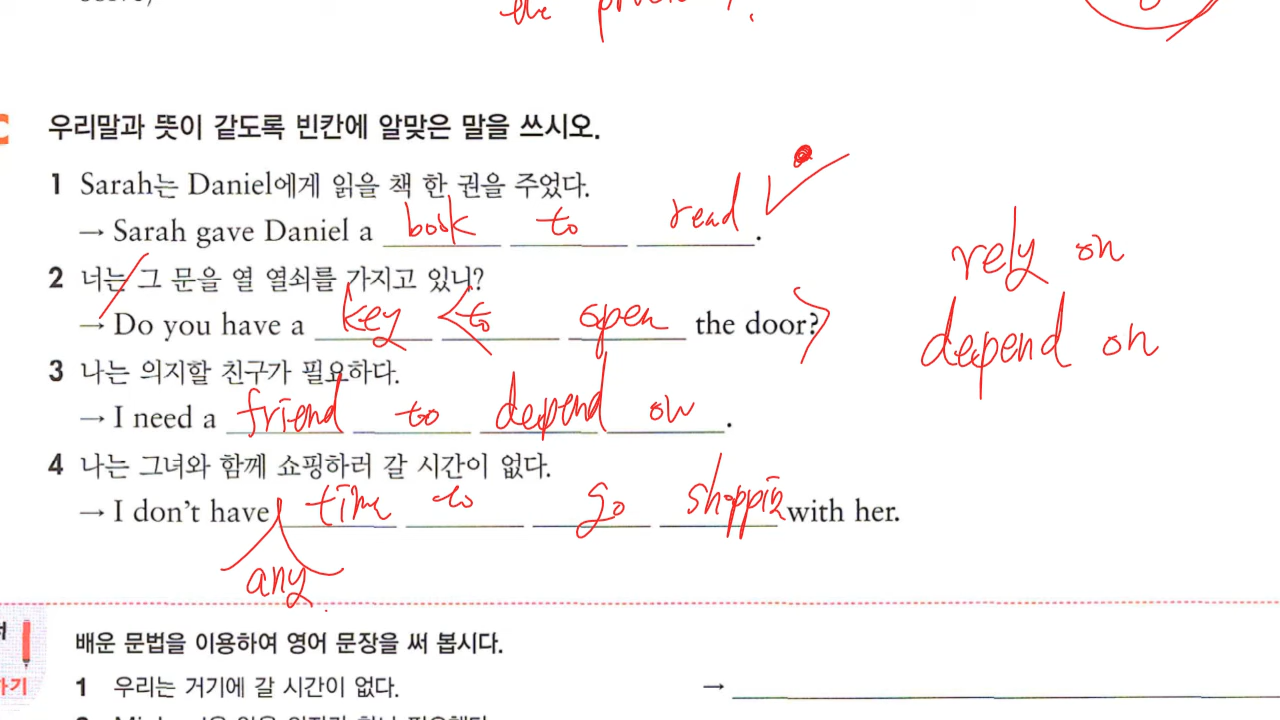 the
C 우리말과 뜻이 같도록 빈칸에 알맞은 말을 쓰시오.
1 Sarah는 Daniel에게 읽을 책 한 권을 주었다.
→ Sarah gave Daniel a book to read.
2 너는 그 문을 열 열쇠를 가지고 있니?
→ Do you have a key to open the door?
3 나는 의지할 친구가 필요하다.
→ I need a friend to depend on.
rely on
depend on
4 나는 그녀와 함께 쇼핑하러 갈 시간이 없다.
→ I don't have time to go shoppin with her.
any
배운 문법을 이용하여 영어 문장을 써 봅시다.
1 우리는 거기에 갈 시간이 없다. →